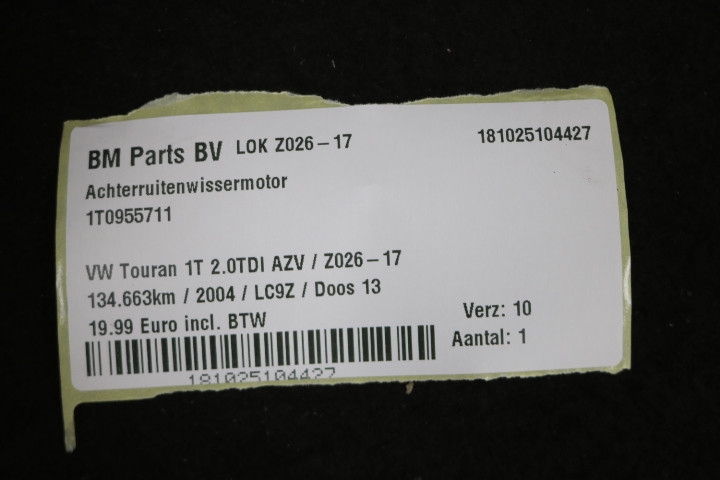 BM Parts BV LOK Z026-17 181025104427
Achterruitenwissermotor
1T0955711
VW Touran 1T 2.0TDI AZV / Z026-17
134.663km / 2004 / LC9Z / Doos 13
19.99 Euro incl. BTW
Verz: 10
Aantal: 1
181025104427